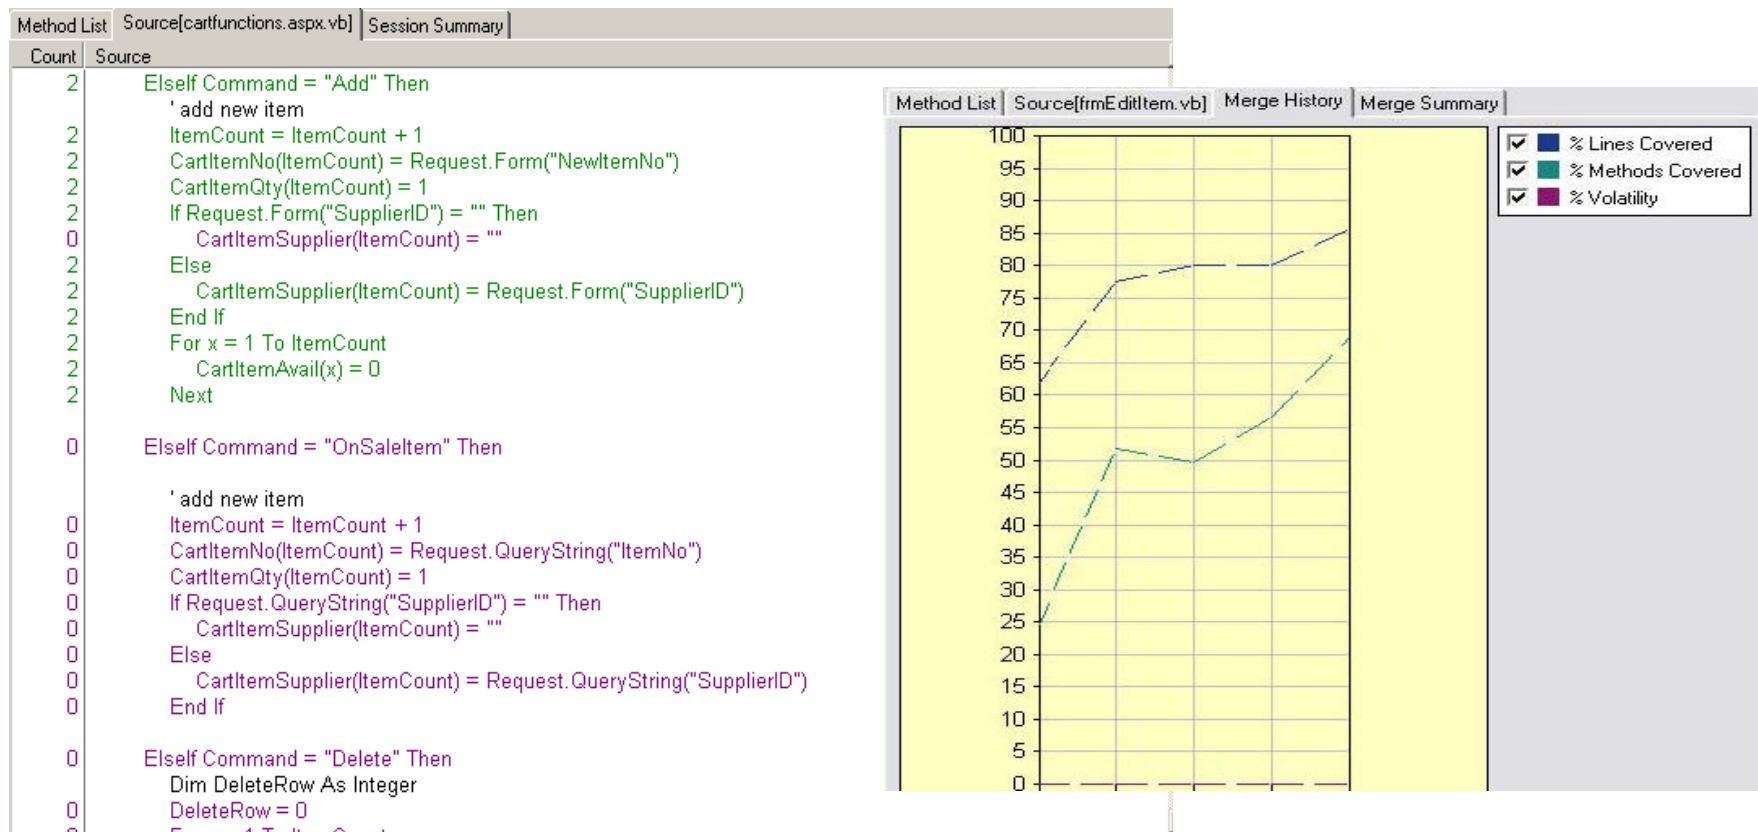 Method List Source[cartfunctions.aspx.vb] Session Summary
Count Source
2 ElseIf Command = "Add" Then
' add new item
2 ItemCount = ItemCount + 1
2 CartItemNo(ItemCount) = Request.Form("NewItemNo")
2 CartItemQty(ItemCount) = 1
2 If Request.Form("SupplierID") = "" Then
0 CartItemSupplier(ItemCount) = ""
2 Else
2 CartItemSupplier(ItemCount) = Request.Form("SupplierID")
2 End If
2 For x = 1 To ItemCount
2 CartItemAvail(x) = 0
2 Next
0 ElseIf Command = "OnSaleItem" Then
' add new item
0 ItemCount = ItemCount + 1
0 CartItemNo(ItemCount) = Request.QueryString("ItemNo")
0 CartItemQty(ItemCount) = 1
0 If Request.QueryString("SupplierID") = "" Then
0 CartItemSupplier(ItemCount) = ""
0 Else
0 CartItemSupplier(ItemCount) = Request.QueryString("SupplierID")
0 End If
0 ElseIf Command = "Delete" Then
Dim DeleteRow As Integer
0 DeleteRow = 0
Method List Source[frmEditItem.vb] Merge History Merge Summary
100
95
90
85
80
75
70
65
60
55
50
45
40
35
30
25
20
15
10
5
0
% Lines Covered
% Methods Covered
% Volatility